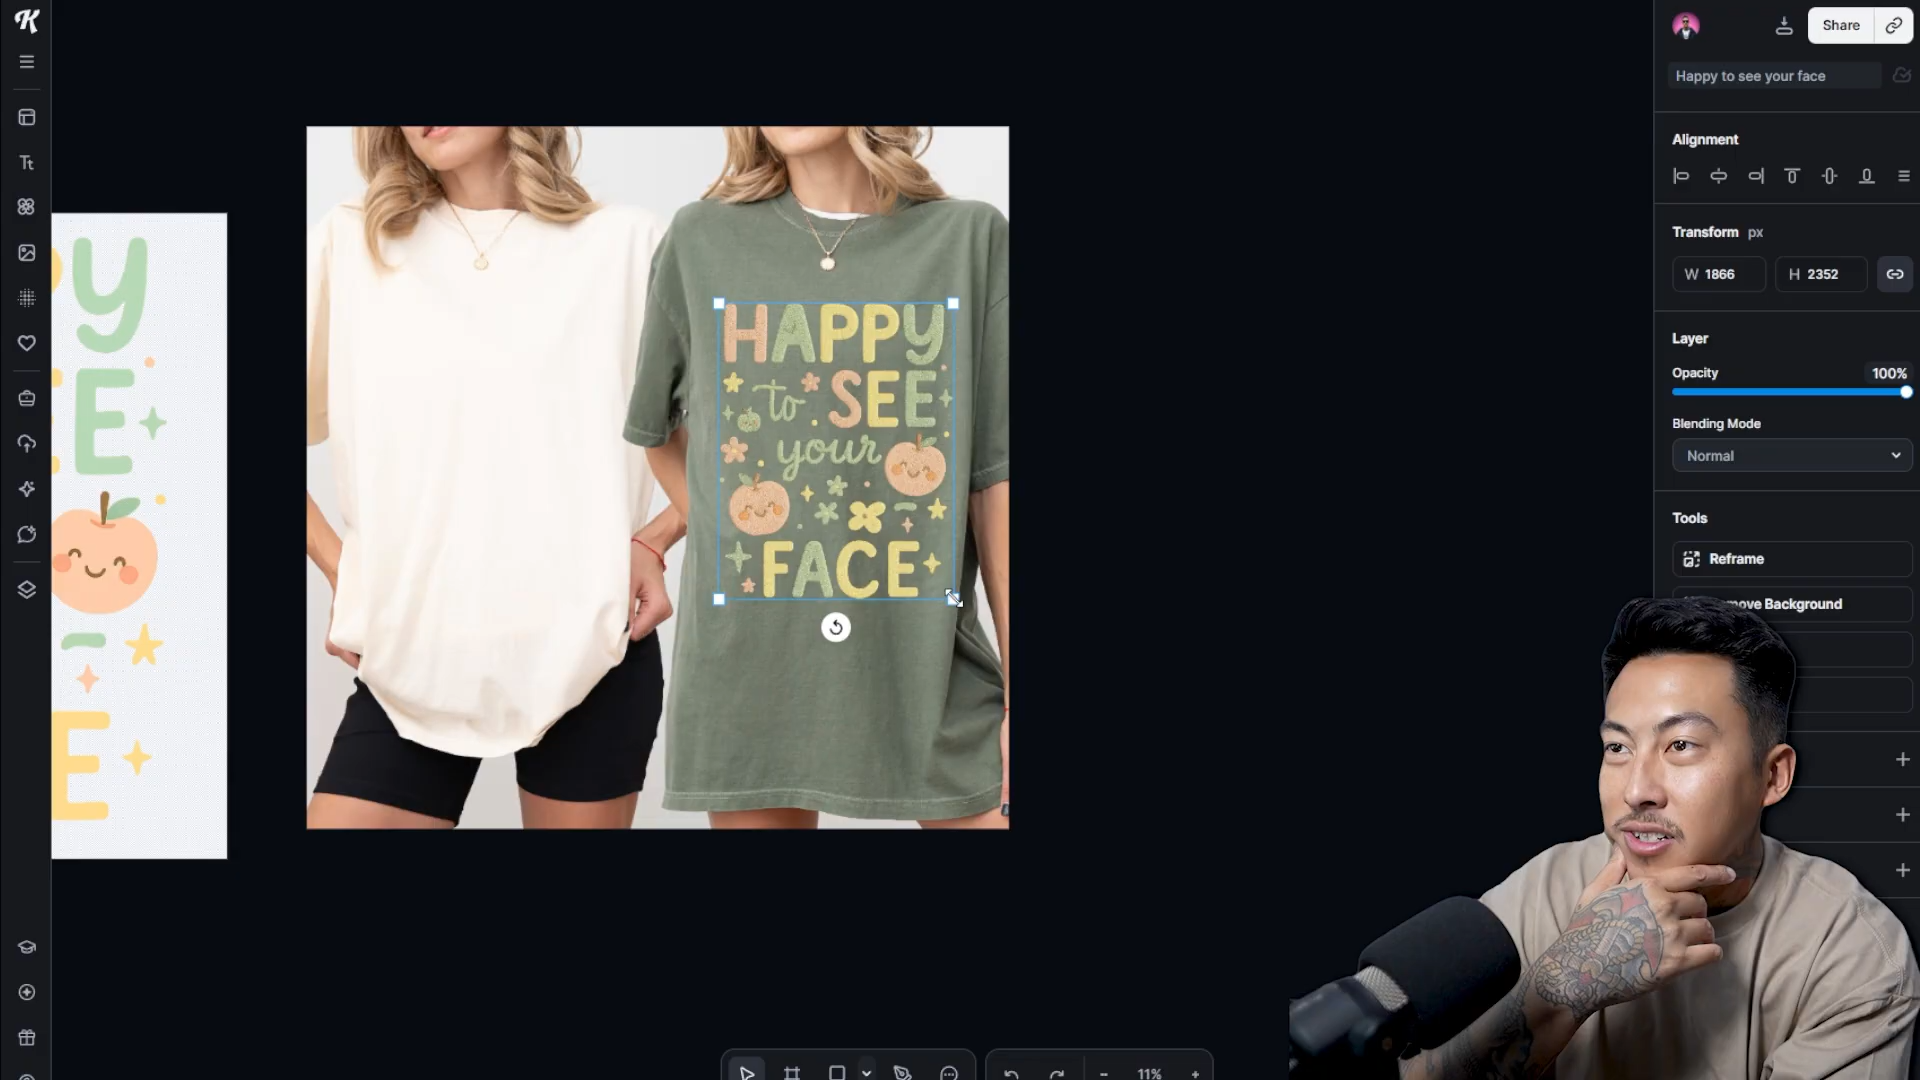 K
Share
Happy to see your face
Tt
Alignment
Transform px
W 1866 H 2352
Layer
Opacity 100%
Blending Mode
Normal
Tools
Reframe
Background
y
E
E
HAPPY
to SEE
your
FACE
11%